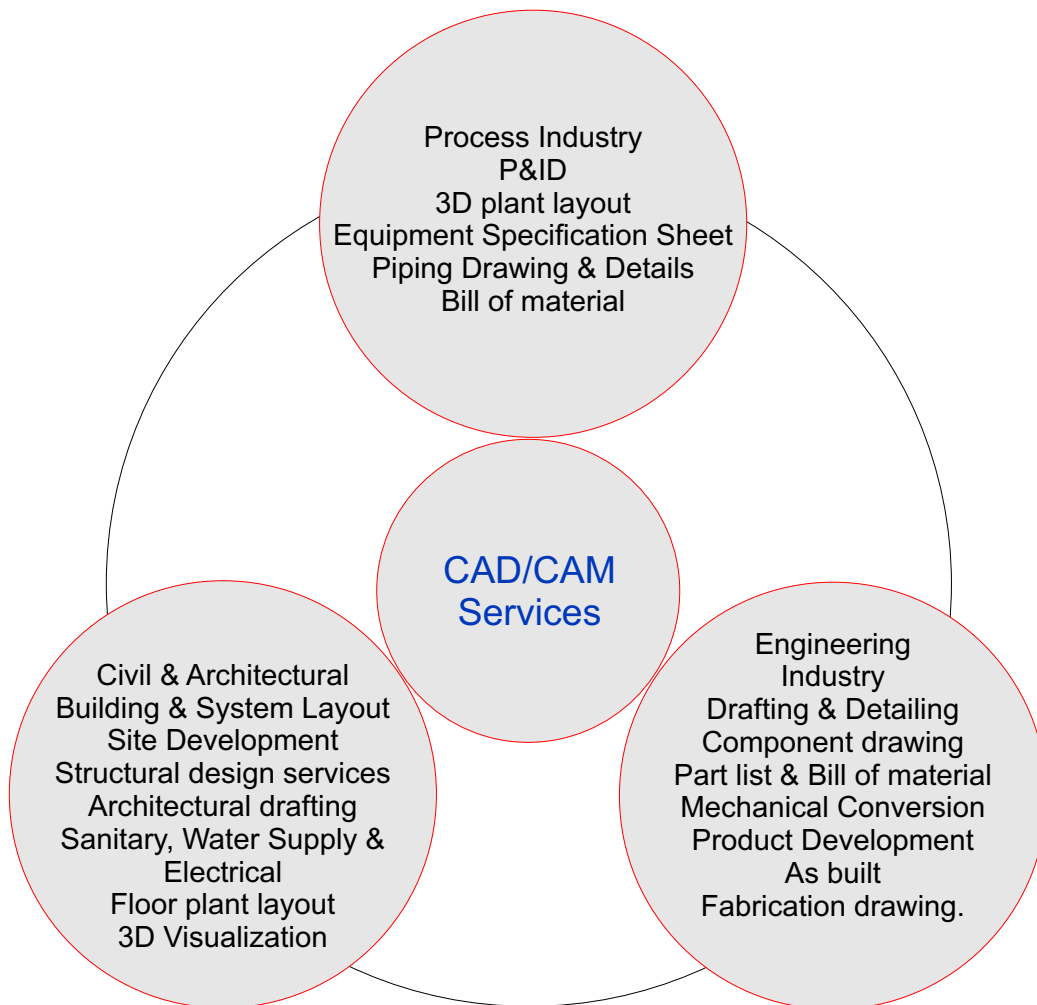 Process Industry
P&ID
3D plant layout
Equipment Specification Sheet
Piping Drawing & Details
Bill of material
CAD/CAM
Services
Civil & Architectural
Building & System Layout
Site Development
Structural design services
Architectural drafting
Sanitary, Water Supply &
Electrical
Floor plant layout
3D Visualization
Engineering
Industry
Drafting & Detailing
Component drawing
Part list & Bill of material
Mechanical Conversion
Product Development
As built
Fabrication drawing.